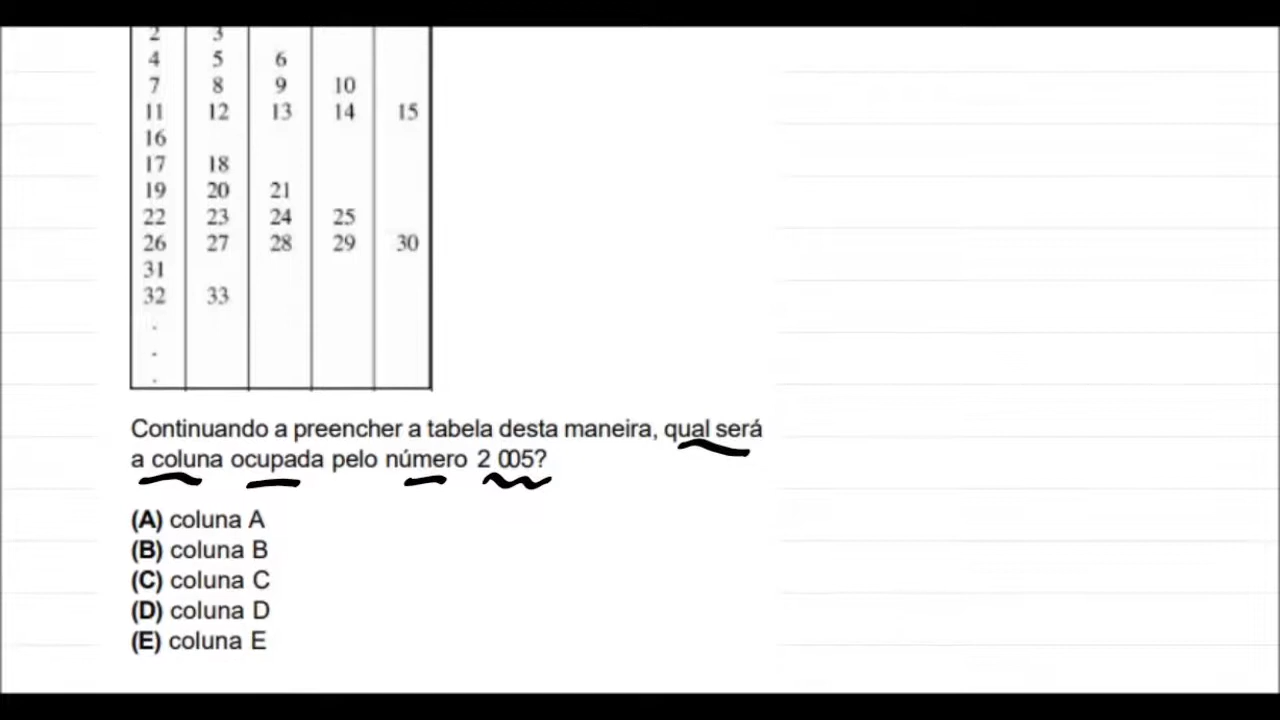 2 3
4 5 6
7 8 9 10
11 12 13 14 15
16
17 18
19 20 21
22 23 24 25
26 27 28 29 30
31
32 33
.
.
.
Continuando a preencher a tabela desta maneira, qual será
a coluna ocupada pelo número 2 005?
(A) coluna A
(B) coluna B
(C) coluna C
(D) coluna D
(E) coluna E